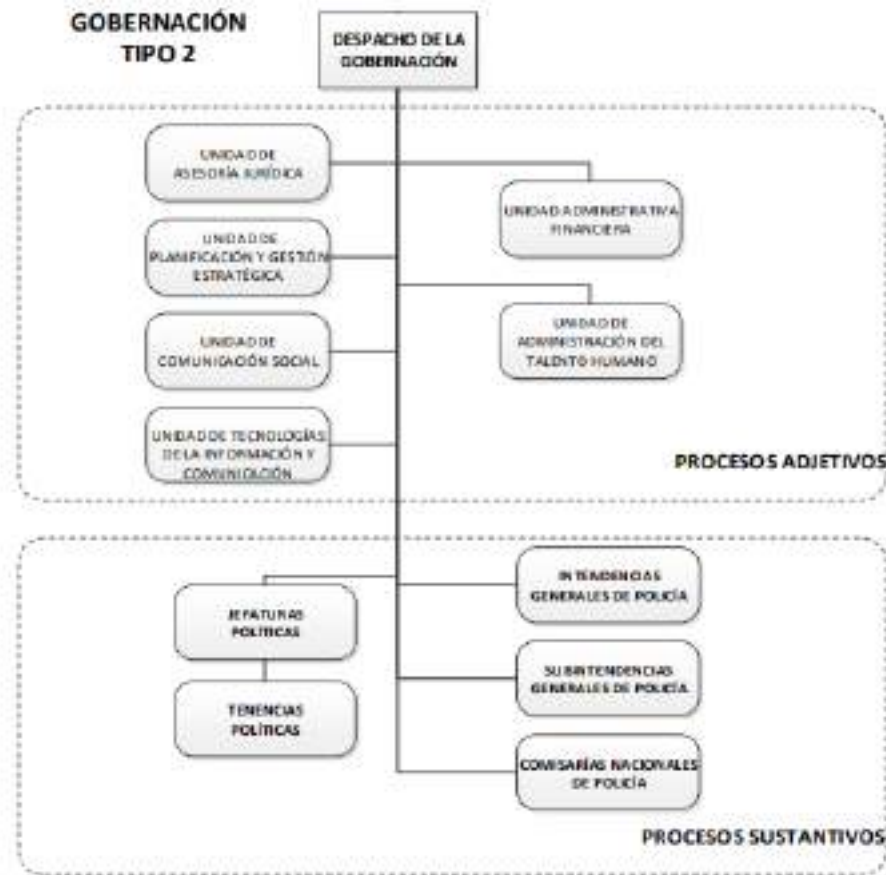 GOBERNACIÓN
TIPO 2
DESPACHO DE LA
GOBERNACIÓN
UNIDAD DE
ASESORÍA JURÍDICA
UNIDAD ADMINISTRATIVA
FINANCIERA
UNIDAD DE
PLANIFICACIÓN Y GESTIÓN
ESTRATÉGICA
UNIDAD DE
ADMINISTRACIÓN DEL
TALENTO HUMANO
UNIDAD DE
COMUNICACIÓN SOCIAL
UNIDAD DE TECNOLOGÍAS
DE LA INFORMACIÓN Y
COMUNICACIÓN
PROCESOS ADJETIVOS
JEFATURAS
POLÍTICAS
TENENCIAS
POLÍTICAS
INTENDENCIAS
GENERALES DE POLICÍA
SUBINTENDENCIAS
GENERALES DE POLICÍA
COMISARÍAS NACIONALES
DE POLICÍA
PROCESOS SUSTANTIVOS